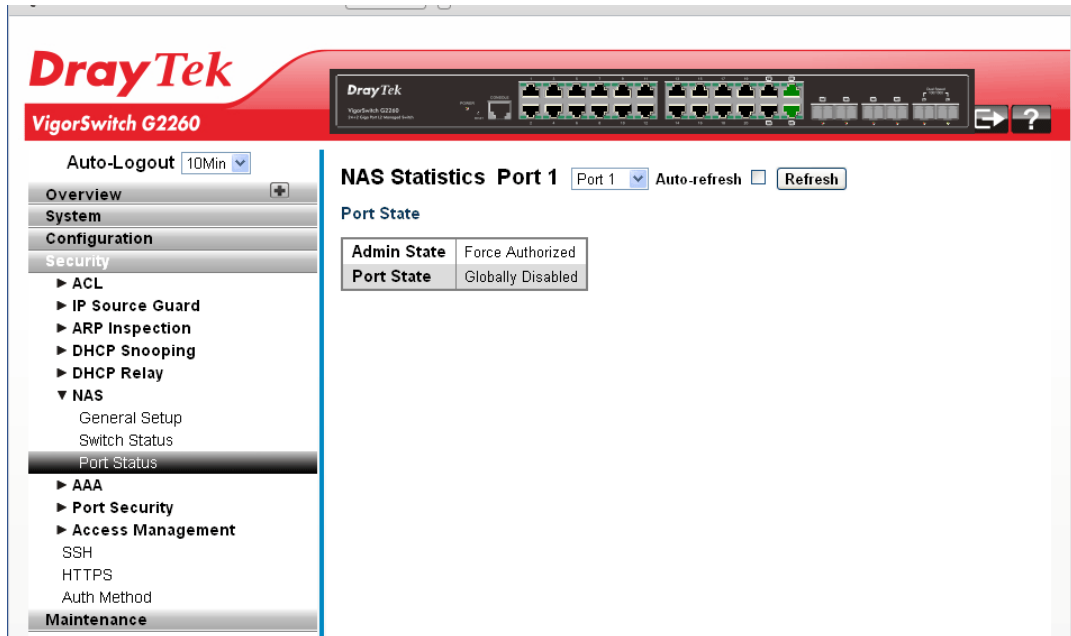 DrayTek
VigorSwitch G2260
DrayTek
VigorSwitch G2260
Auto-Logout 10Min
Overview
System
Configuration
Security
► ACL
► IP Source Guard
► ARP Inspection
► DHCP Snooping
► DHCP Relay
▼ NAS
General Setup
Switch Status
Port Status
► AAA
► Port Security
► Access Management
SSH
HTTPS
Auth Method
Maintenance
NAS Statistics Port 1 Port 1 Auto-refresh Refresh
Port State
Admin State Force Authorized
Port State Globally Disabled